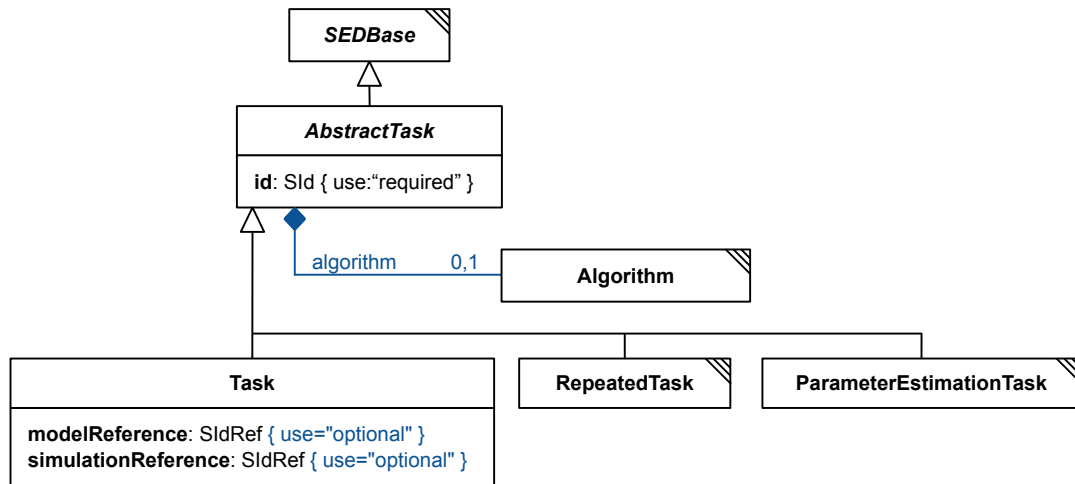 SEDBase
AbstractTask
id: SId { use:“required” }
algorithm 0,1
Algorithm
Task
RepeatedTask
ParameterEstimationTask
modelReference: SIdRef { use="optional" }
simulationReference: SIdRef { use="optional" }